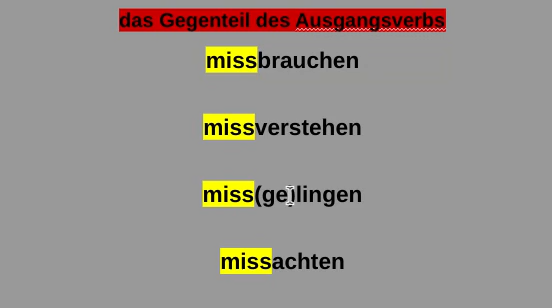 das Gegenteil des Ausgangsverbs
missbrauchen
missverstehen
miss(ge)lingen
missachten